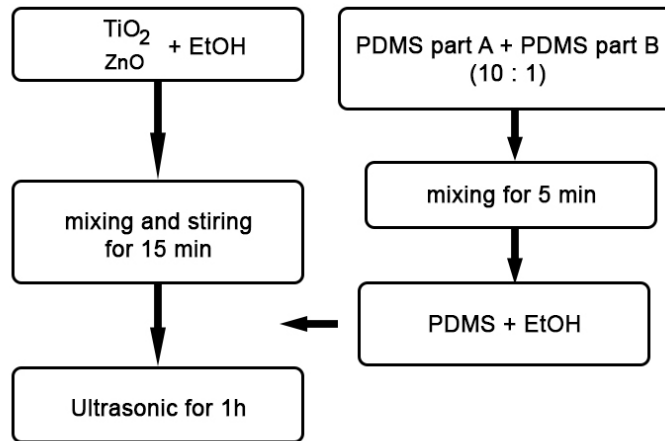 TiO2
ZnO + EtOH
mixing and stiring
for 15 min
Ultrasonic for 1h
PDMS part A + PDMS part B
(10 : 1)
mixing for 5 min
PDMS + EtOH